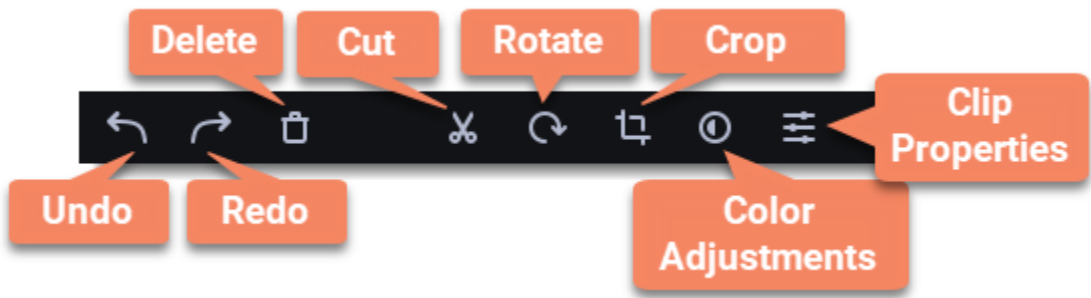 Delete
Cut
Rotate
Crop
Clip
Properties
Undo
Redo
Color
Adjustments